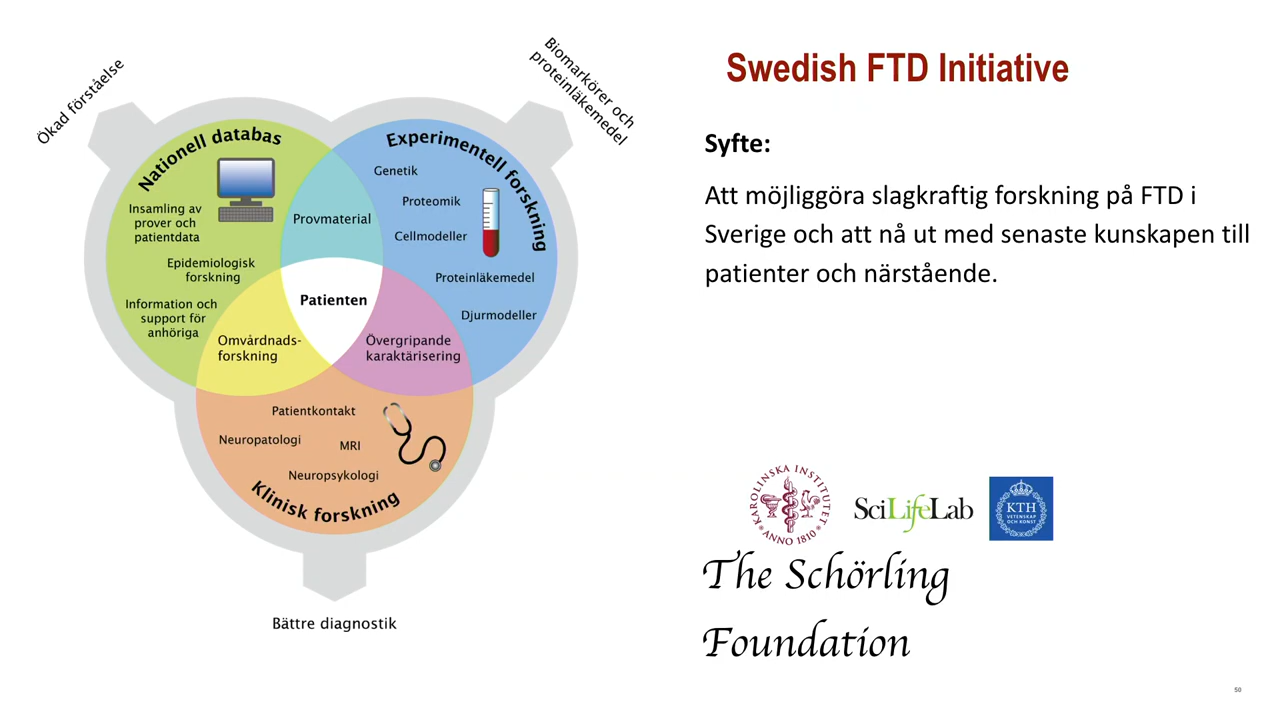 Swedish FTD Initiative
Syfte:
Att möjliggöra slagkraftig forskning på FTD i
Sverige och att nå ut med senaste kunskapen till
patienter och närstående.
Ökad förståelse
Biomarkörer och
proteinläkemedel
Nationell databas
Insamling av
prover och
patientdata
Epidemiologisk
forskning
Information och
support för
anhöriga
Provmaterial
Experimentell forskning
Genetik
Proteomik
Cellmodeller
Proteinläkemedel
Djurmodeller
Patienten
Omvårdnads-
forskning
Övergripande
karaktärisering
Patientkontakt
Neuropatologi
MRI
Neuropsykologi
Klinisk forskning
Bättre diagnostik
KAROLINSKA INSTITUTET
ANNO 1810
SciLifeLab
KTH
VETENSKAP
OCH KONST
The Schörling
Foundation
50